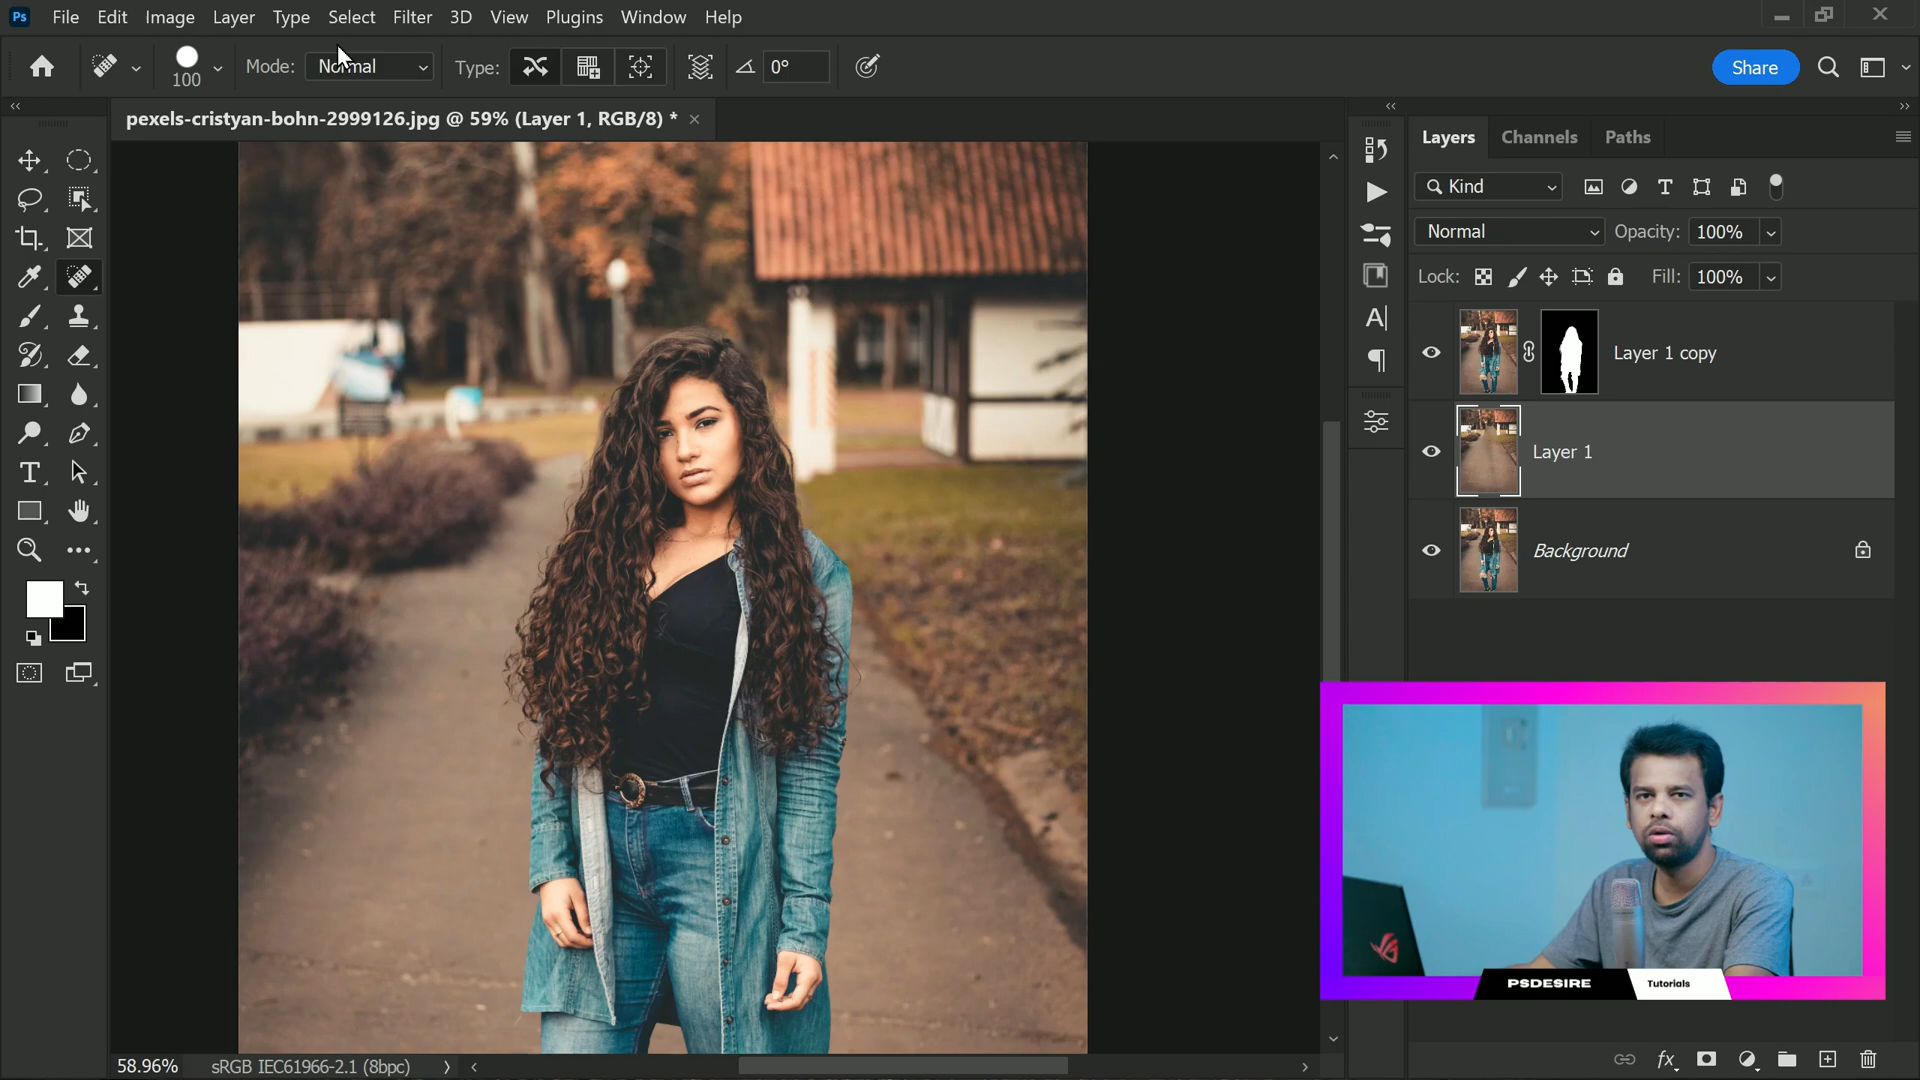 Ps File Edit Image Layer Type Select Filter 3D View Plugins Window Help
100 Mode: Normal Type: 0° Share
pexels-cristyan-bohn-2999126.jpg @ 59% (Layer 1, RGB/8) *
Layers Channels Paths
Kind
Normal Opacity: 100%
Lock: Fill: 100%
Layer 1 copy
Layer 1
Background
PSDESIRE Tutorials
58.96% sRGB IEC61966-2.1 (8bpc)